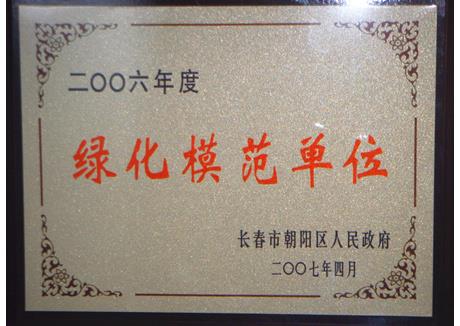 二〇〇六年度
绿化模范单位
长春市朝阳区人民政府
二〇〇七年四月